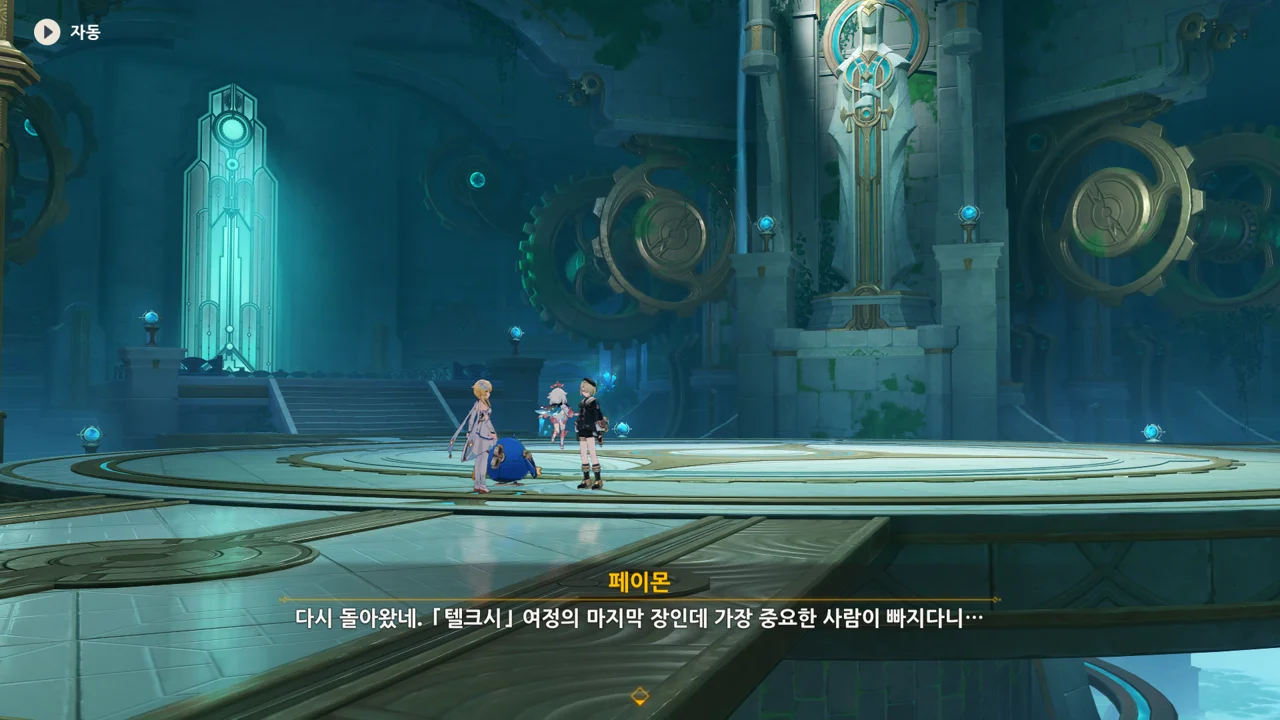 자동
페이몬
다시 돌아왔네. 「텔크시」 여정의 마지막 장인데 가장 중요한 사람이 빠지다니…